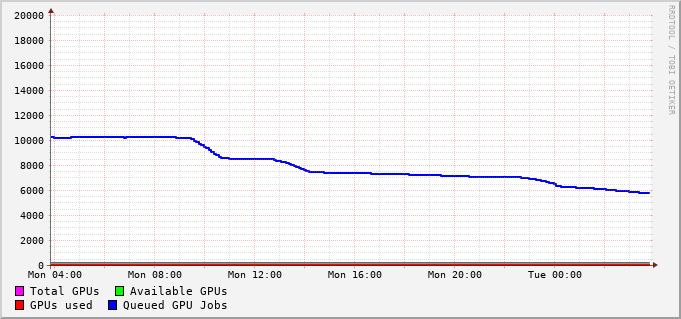 20000
18000
16000
14000
12000
10000
8000
6000
4000
2000
0
Mon 04:00 Mon 08:00 Mon 12:00 Mon 16:00 Mon 20:00 Tue 00:00
Total GPUs Available GPUs
GPUs used Queued GPU Jobs
RRDTOOL / TOBI OETIKER